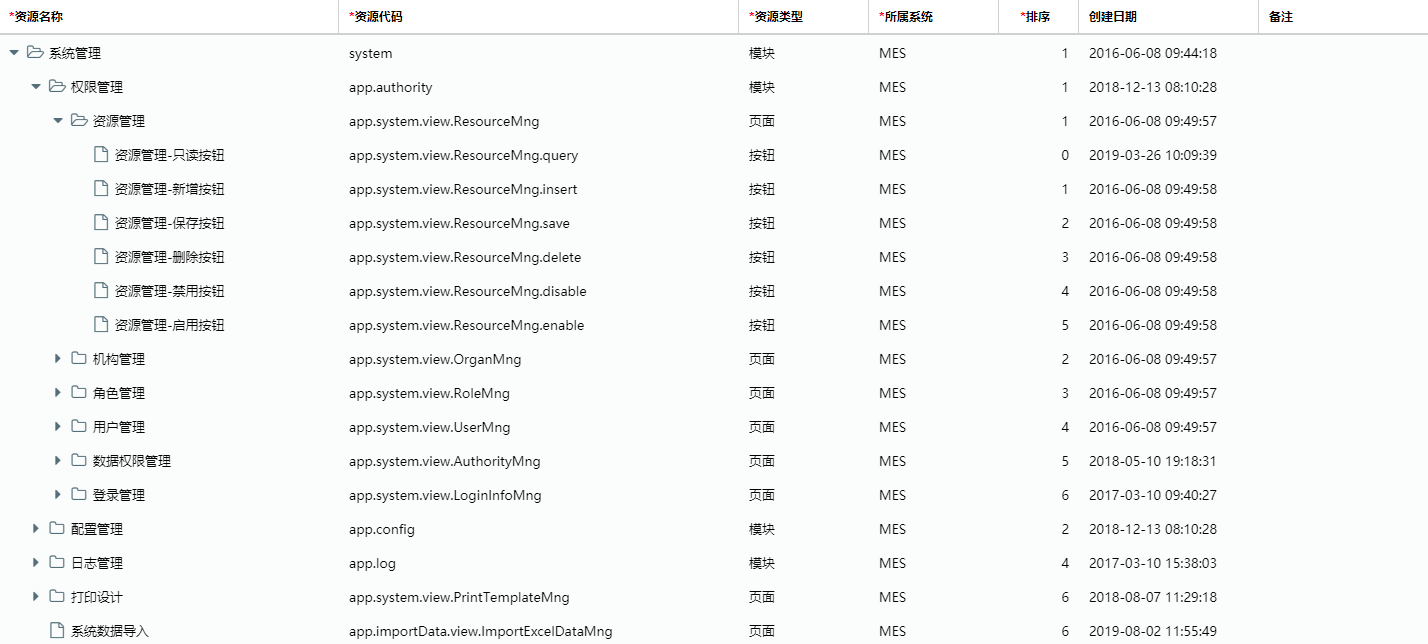 *资源名称 *资源代码 *资源类型 *所属系统 *排序 创建日期 备注
系统管理 system 模块 MES 1 2016-06-08 09:44:18
权限管理 app.authority 模块 MES 1 2018-12-13 08:10:28
资源管理 app.system.view.ResourceMng 页面 MES 1 2016-06-08 09:49:57
资源管理-只读按钮 app.system.view.ResourceMng.query 按钮 MES 0 2019-03-26 10:09:39
资源管理-新增按钮 app.system.view.ResourceMng.insert 按钮 MES 1 2016-06-08 09:49:58
资源管理-保存按钮 app.system.view.ResourceMng.save 按钮 MES 2 2016-06-08 09:49:58
资源管理-删除按钮 app.system.view.ResourceMng.delete 按钮 MES 3 2016-06-08 09:49:58
资源管理-禁用按钮 app.system.view.ResourceMng.disable 按钮 MES 4 2016-06-08 09:49:58
资源管理-启用按钮 app.system.view.ResourceMng.enable 按钮 MES 5 2016-06-08 09:49:58
机构管理 app.system.view.OrganMng 页面 MES 2 2016-06-08 09:49:57
角色管理 app.system.view.RoleMng 页面 MES 3 2016-06-08 09:49:57
用户管理 app.system.view.UserMng 页面 MES 4 2016-06-08 09:49:57
数据权限管理 app.system.view.AuthorityMng 页面 MES 5 2018-05-10 19:18:31
登录管理 app.system.view.LoginInfoMng 页面 MES 6 2017-03-10 09:40:27
配置管理 app.config 模块 MES 2 2018-12-13 08:10:28
日志管理 app.log 模块 MES 4 2017-03-10 15:38:03
打印设计 app.system.view.PrintTemplateMng 页面 MES 6 2018-08-07 11:29:18
系统数据导入 app.importData.view.ImportExcelDataMng 页面 MES 6 2019-08-02 11:55:49